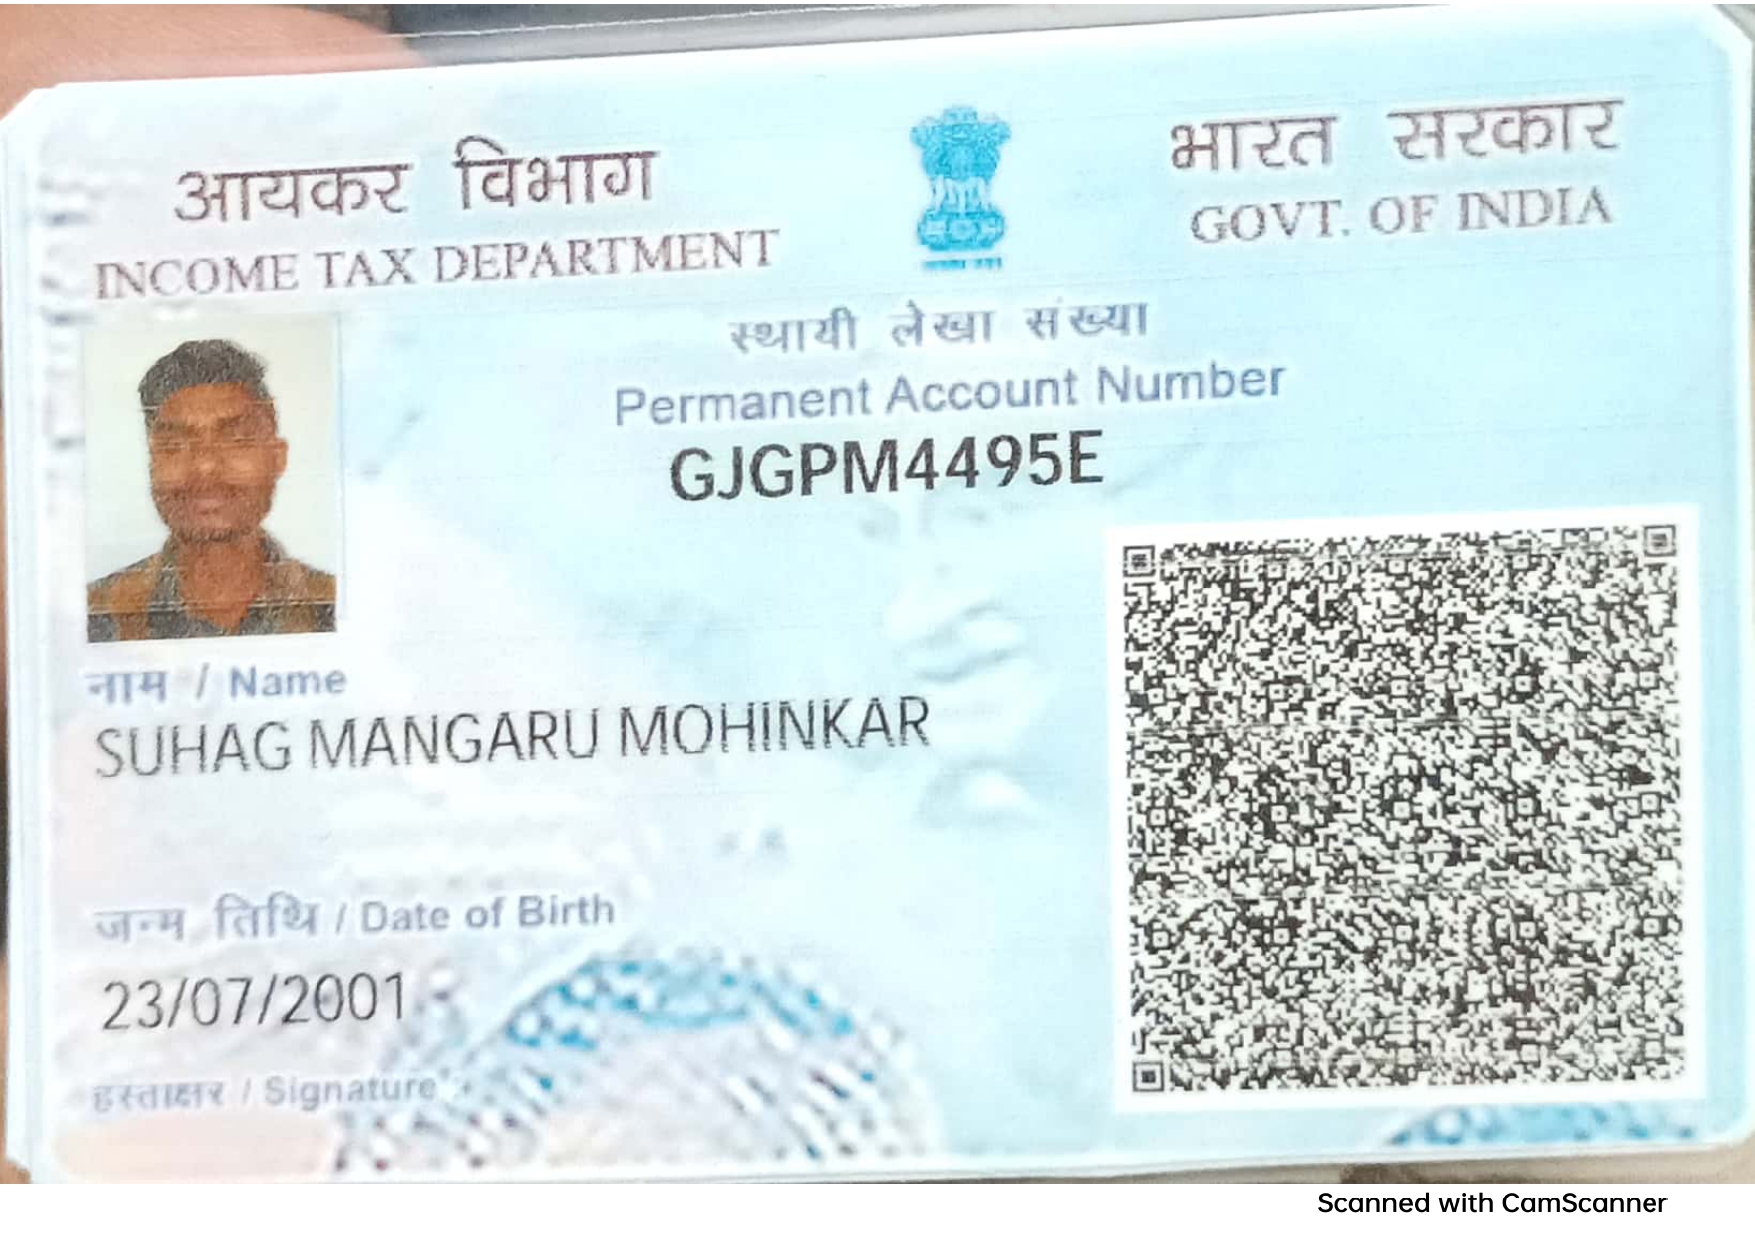 आयकर विभाग
INCOME TAX DEPARTMENT
भारत सरकार
GOVT. OF INDIA
स्थायी लेखा संख्या
Permanent Account Number
GJGPM4495E
नाम / Name
SUHAG MANGARU MOHINKAR
जन्म तिथि / Date of Birth
23/07/2001
हस्ताक्षर / Signature
Scanned with CamScanner